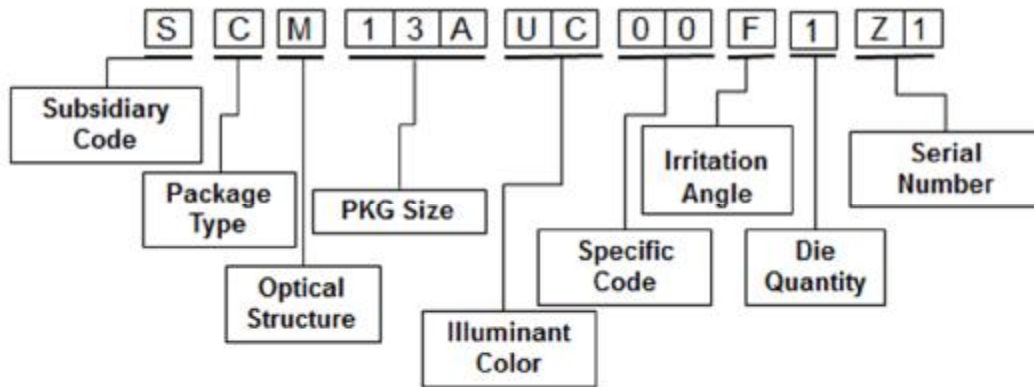 S C M 1 3 A U C 0 0 F 1 Z 1
Subsidiary
Code
Package
Type
Optical
Structure
PKG Size
Illuminant
Color
Specific
Code
Irritation
Angle
Die
Quantity
Serial
Number